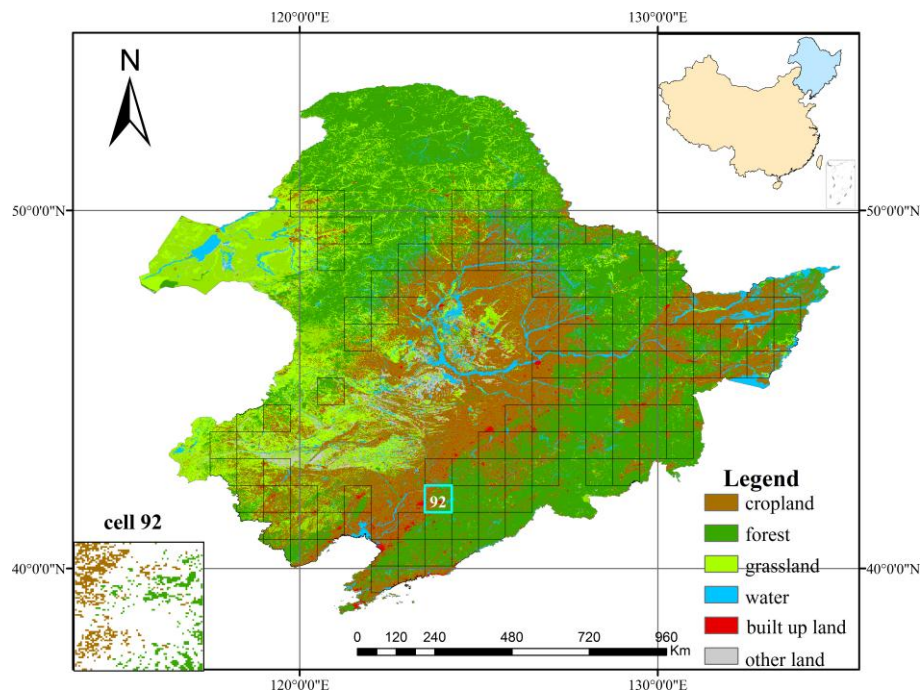 120°0'0"E
130°0'0"E
N
50°0'0"N
50°0'0"N
92
cell 92
Legend
cropland
forest
grassland
water
built up land
other land
40°0'0"N
40°0'0"N
0 120 240 480 720 960
Km
120°0'0"E
130°0'0"E